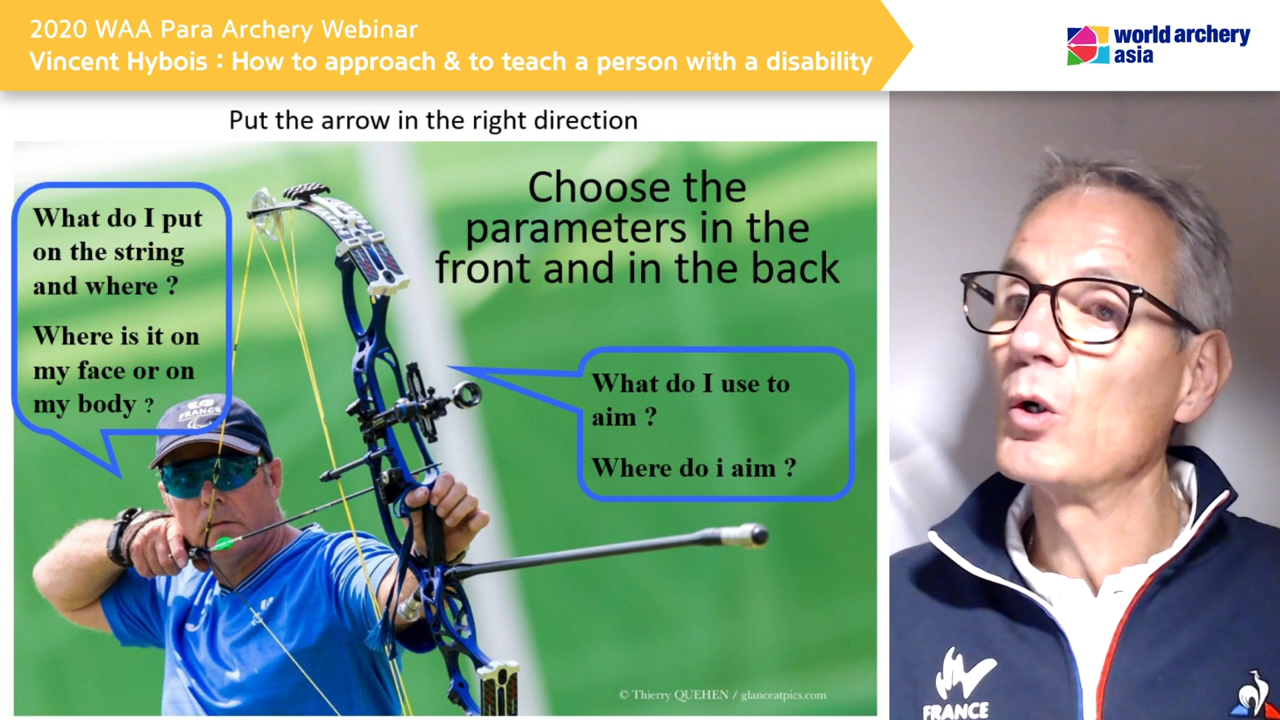 2020 WAA Para Archery Webinar
Vincent Hybois : How to approach & to teach a person with a disability
world archery
asia
Put the arrow in the right direction
Choose the
parameters in the
front and in the back
What do I put
on the string
and where ?
Where is it on
my face or on
my body ?
What do I use to
aim ?
Where do i aim ?
FRANCE
© Thierry QUEHEN / glanceatpics.com
FRANCE